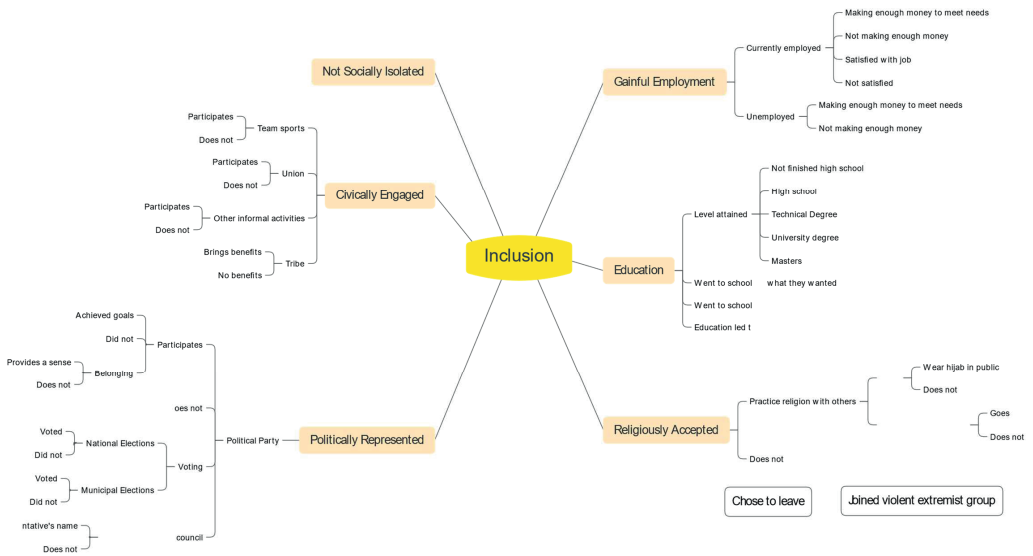 Inclusion
Not Socially Isolated
Civically Engaged
Team sports
Participates
Does not
Union
Participates
Does not
Other informal activities
Participates
Does not
Tribe
Brings benefits
No benefits
Politically Represented
Political Party
Participates
Achieved goals
Did not
Belonging
Provides a sense
Does not
oes not
Voting
National Elections
Voted
Did not
Municipal Elections
Voted
Did not
council
ntative's name
Does not
Gainful Employment
Currently employed
Making enough money to meet needs
Not making enough money
Satisfied with job
Not satisfied
Unemployed
Making enough money to meet needs
Not making enough money
Education
Level attained
Not finished high school
High school
Technical Degree
University degree
Masters
Went to school what they wanted
Went to school
Education led t
Religiously Accepted
Practice religion with others
Wear hijab in public
Does not
Goes
Does not
Does not
Chose to leave
Joined violent extremist group